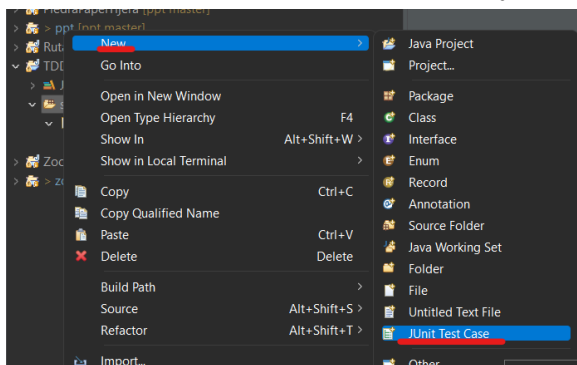 PiedraPapelTijera [ppt master]
> ppt [ppt master]
TDD
Zoo
New
Go Into
Open in New Window
Open Type Hierarchy F4
Show In Alt+Shift+W >
Show in Local Terminal >
Copy Ctrl+C
Copy Qualified Name
Paste Ctrl+V
Delete Delete
Build Path >
Source Alt+Shift+S >
Refactor Alt+Shift+T >
Import...
Java Project
Project...
Package
Class
Interface
Enum
Record
Annotation
Source Folder
Java Working Set
Folder
File
Untitled Text File
JUnit Test Case
Other